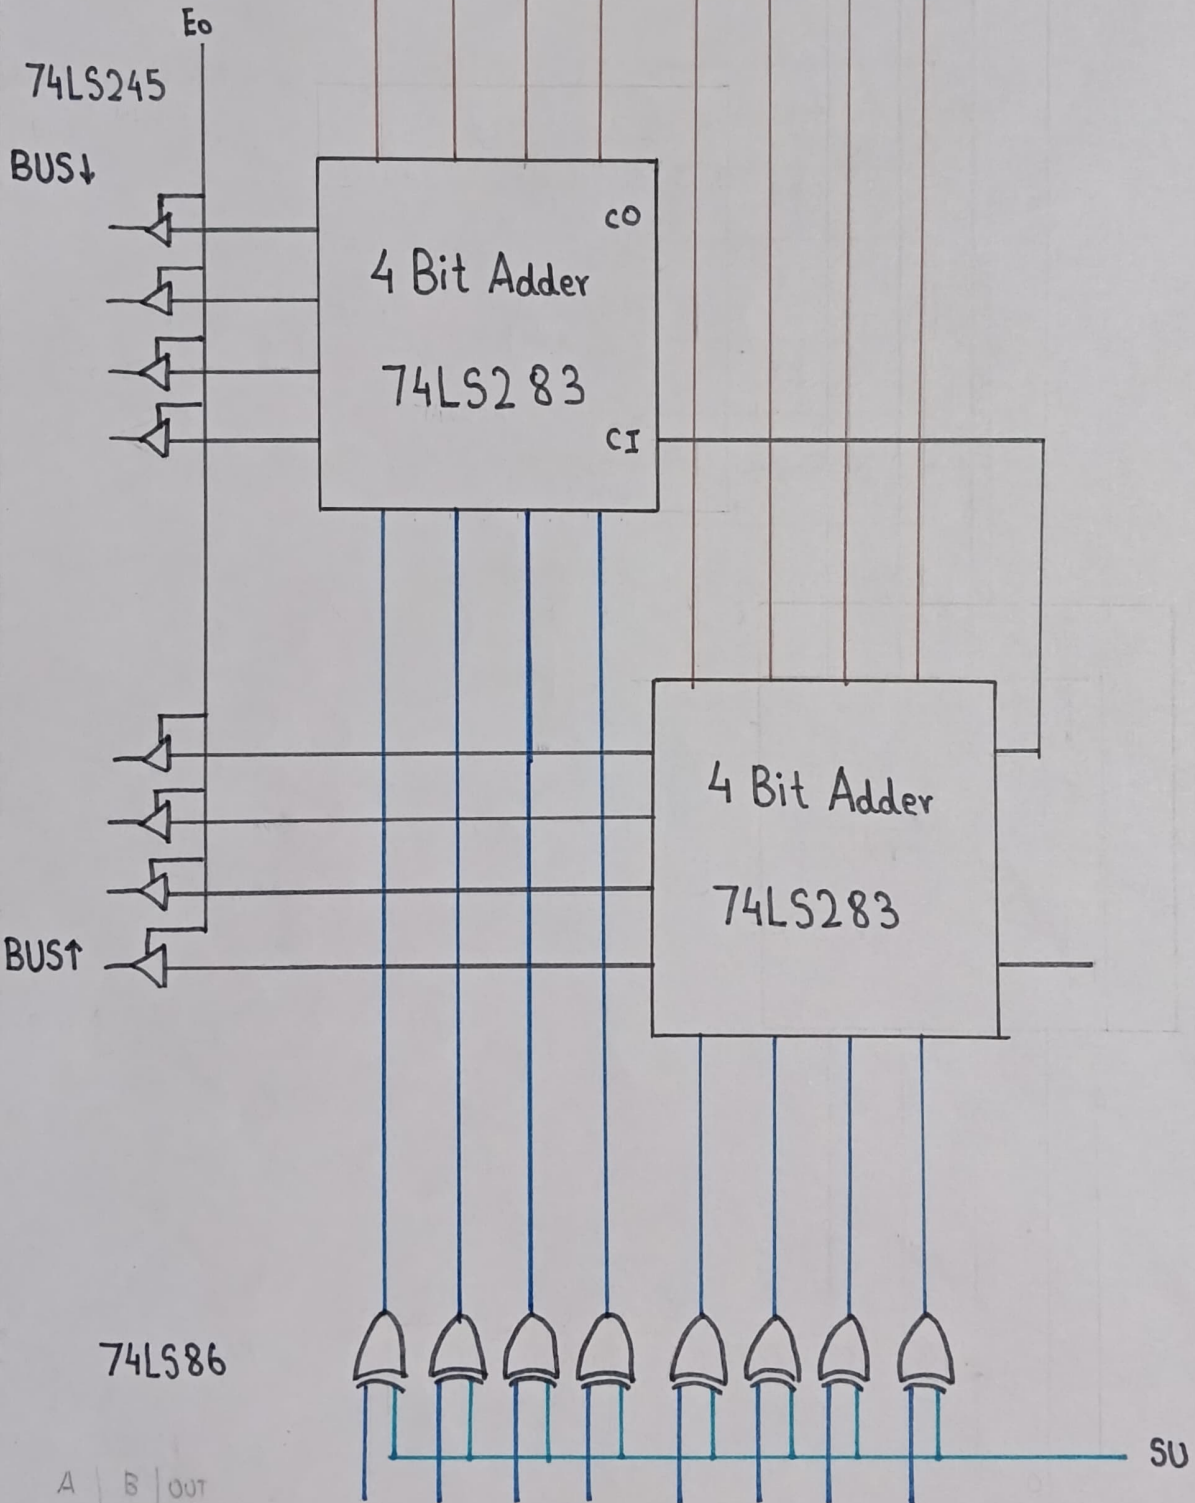 Eo
74LS245
BUS↓
CO
4 Bit Adder
74LS283
CI
4 Bit Adder
74LS283
BUS↑
74LS86
SU
A | B | OUT